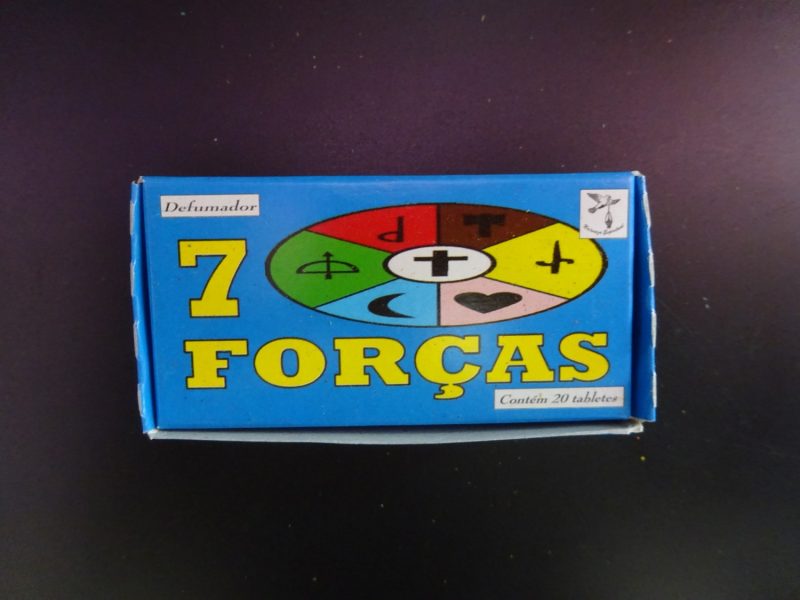 Defumador
7
FORÇAS
Contém 20 tabletes